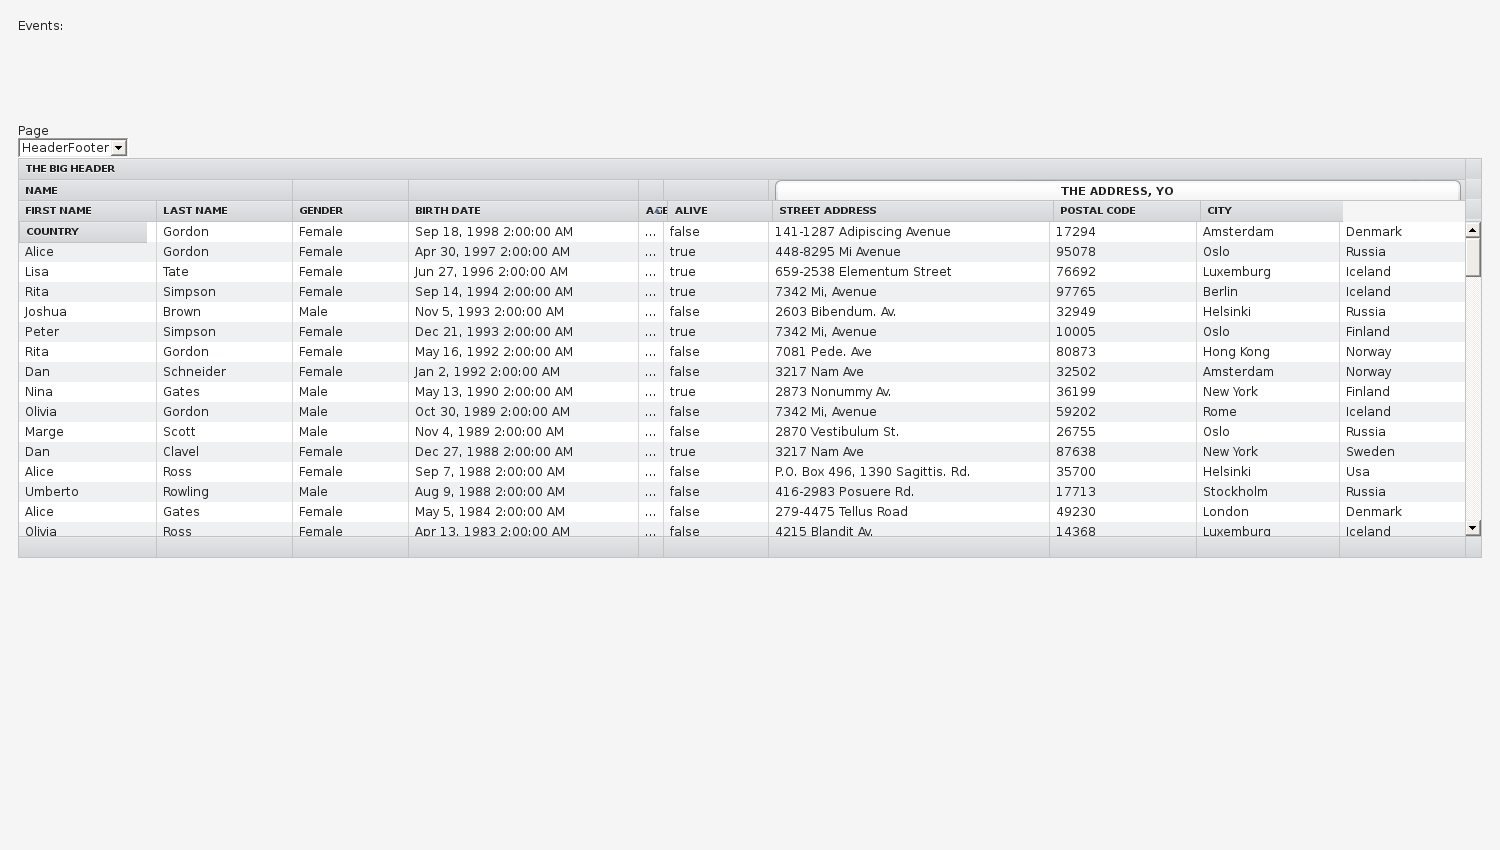 Events:
Page
HeaderFooter
THE BIG HEADER
NAME THE ADDRESS, YO
FIRST NAME LAST NAME GENDER BIRTH DATE AGE ALIVE STREET ADDRESS POSTAL CODE CITY
COUNTRY Gordon Female Sep 18, 1998 2:00:00 AM ... false 141-1287 Adipiscing Avenue 17294 Amsterdam Denmark
Alice Gordon Female Apr 30, 1997 2:00:00 AM ... true 448-8295 Mi Avenue 95078 Oslo Russia
Lisa Tate Female Jun 27, 1996 2:00:00 AM ... true 659-2538 Elementum Street 76692 Luxemburg Iceland
Rita Simpson Female Sep 14, 1994 2:00:00 AM ... true 7342 Mi, Avenue 97765 Berlin Iceland
Joshua Brown Male Nov 5, 1993 2:00:00 AM ... false 2603 Bibendum. Av. 32949 Helsinki Russia
Peter Simpson Female Dec 21, 1993 2:00:00 AM ... true 7342 Mi, Avenue 10005 Oslo Finland
Rita Gordon Female May 16, 1992 2:00:00 AM ... false 7081 Pede. Ave 80873 Hong Kong Norway
Dan Schneider Female Jan 2, 1992 2:00:00 AM ... false 3217 Nam Ave 32502 Amsterdam Norway
Nina Gates Male May 13, 1990 2:00:00 AM ... true 2873 Nonummy Av. 36199 New York Finland
Olivia Gordon Male Oct 30, 1989 2:00:00 AM ... false 7342 Mi, Avenue 59202 Rome Iceland
Marge Scott Male Nov 4, 1989 2:00:00 AM ... false 2870 Vestibulum St. 26755 Oslo Russia
Dan Clavel Female Dec 27, 1988 2:00:00 AM ... true 3217 Nam Ave 87638 New York Sweden
Alice Ross Female Sep 7, 1988 2:00:00 AM ... false P.O. Box 496, 1390 Sagittis. Rd. 35700 Helsinki Usa
Umberto Rowling Male Aug 9, 1988 2:00:00 AM ... false 416-2983 Posuere Rd. 17713 Stockholm Russia
Alice Gates Female May 5, 1984 2:00:00 AM ... false 279-4475 Tellus Road 49230 London Denmark
Olivia Ross Female Apr 13, 1983 2:00:00 AM ... false 4215 Blandit Av. 14368 Luxemburg Iceland